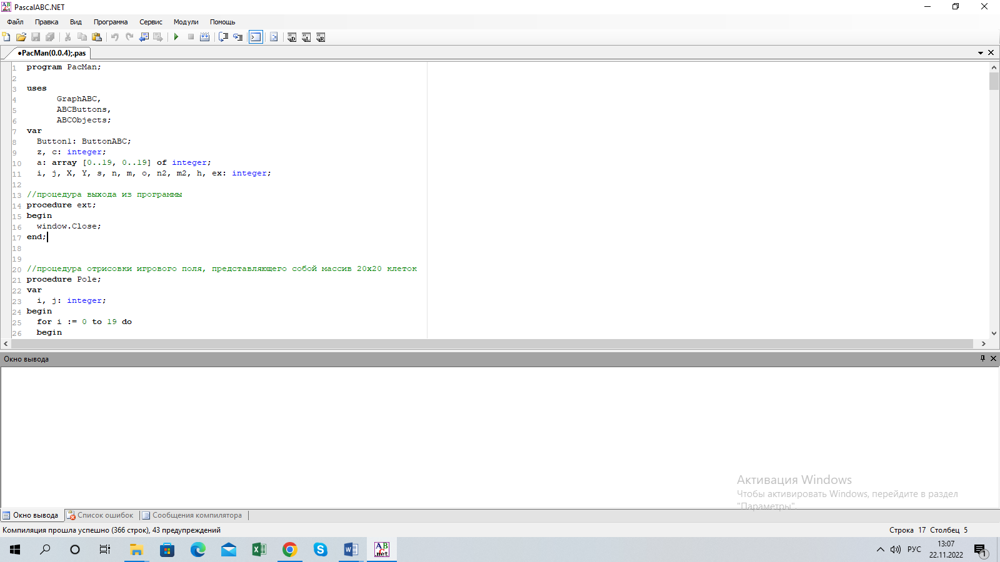 PascalABC.NET
Файл Правка Вид Программа Сервис Модули Помощь
•PacMan(0.0.4);.pas
1 program PacMan;
2
3 uses
4 GraphABC,
5 ABCButtons,
6 ABCObjects;
7 var
8 Button1: ButtonABC;
9 z, c: integer;
10 a: array [0..19, 0..19] of integer;
11 i, j, X, Y, s, n, m, o, n2, m2, h, ex: integer;
12
13 //процедура выхода из программы
14 procedure ext;
15 begin
16 window.Close;
17 end;
18
19
20 //процедура отрисовки игрового поля, представляющего собой массив 20х20 клеток
21 procedure Pole;
22 var
23 i, j: integer;
24 begin
25 for i := 0 to 19 do
26 begin
Окно вывода
Активация Windows
Чтобы активировать Windows, перейдите в раздел
"Параметры".
Окно вывода Список ошибок Сообщения компилятора
Компиляция прошла успешно (366 строк), 43 предупреждений Строка 17 Столбец 5
РУС 13:07
22.11.2022 1